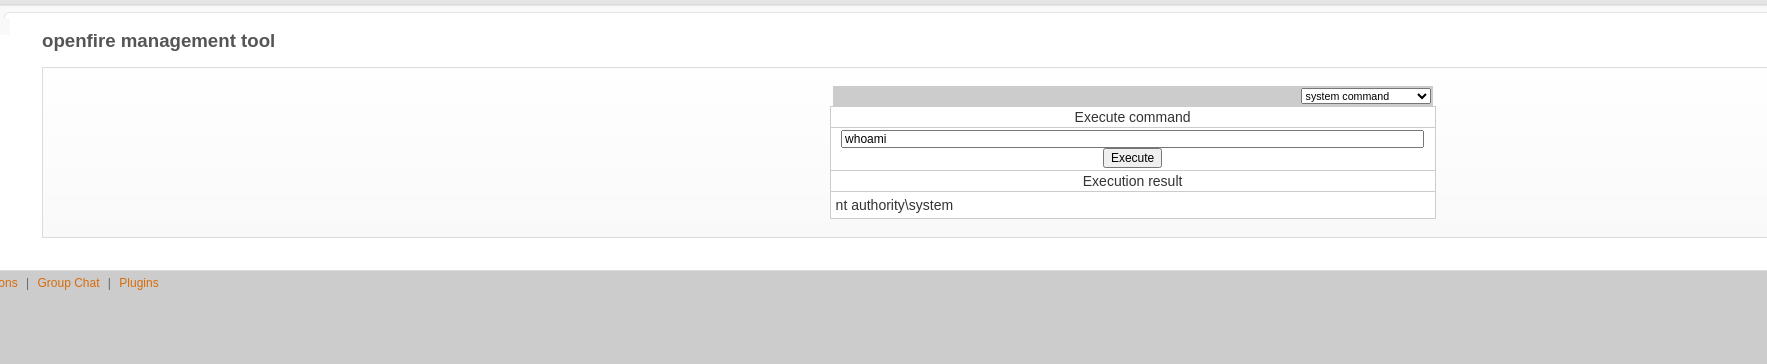 openfire management tool
system command
Execute command
whoami
Execute
Execution result
nt authority\system
ons | Group Chat | Plugins